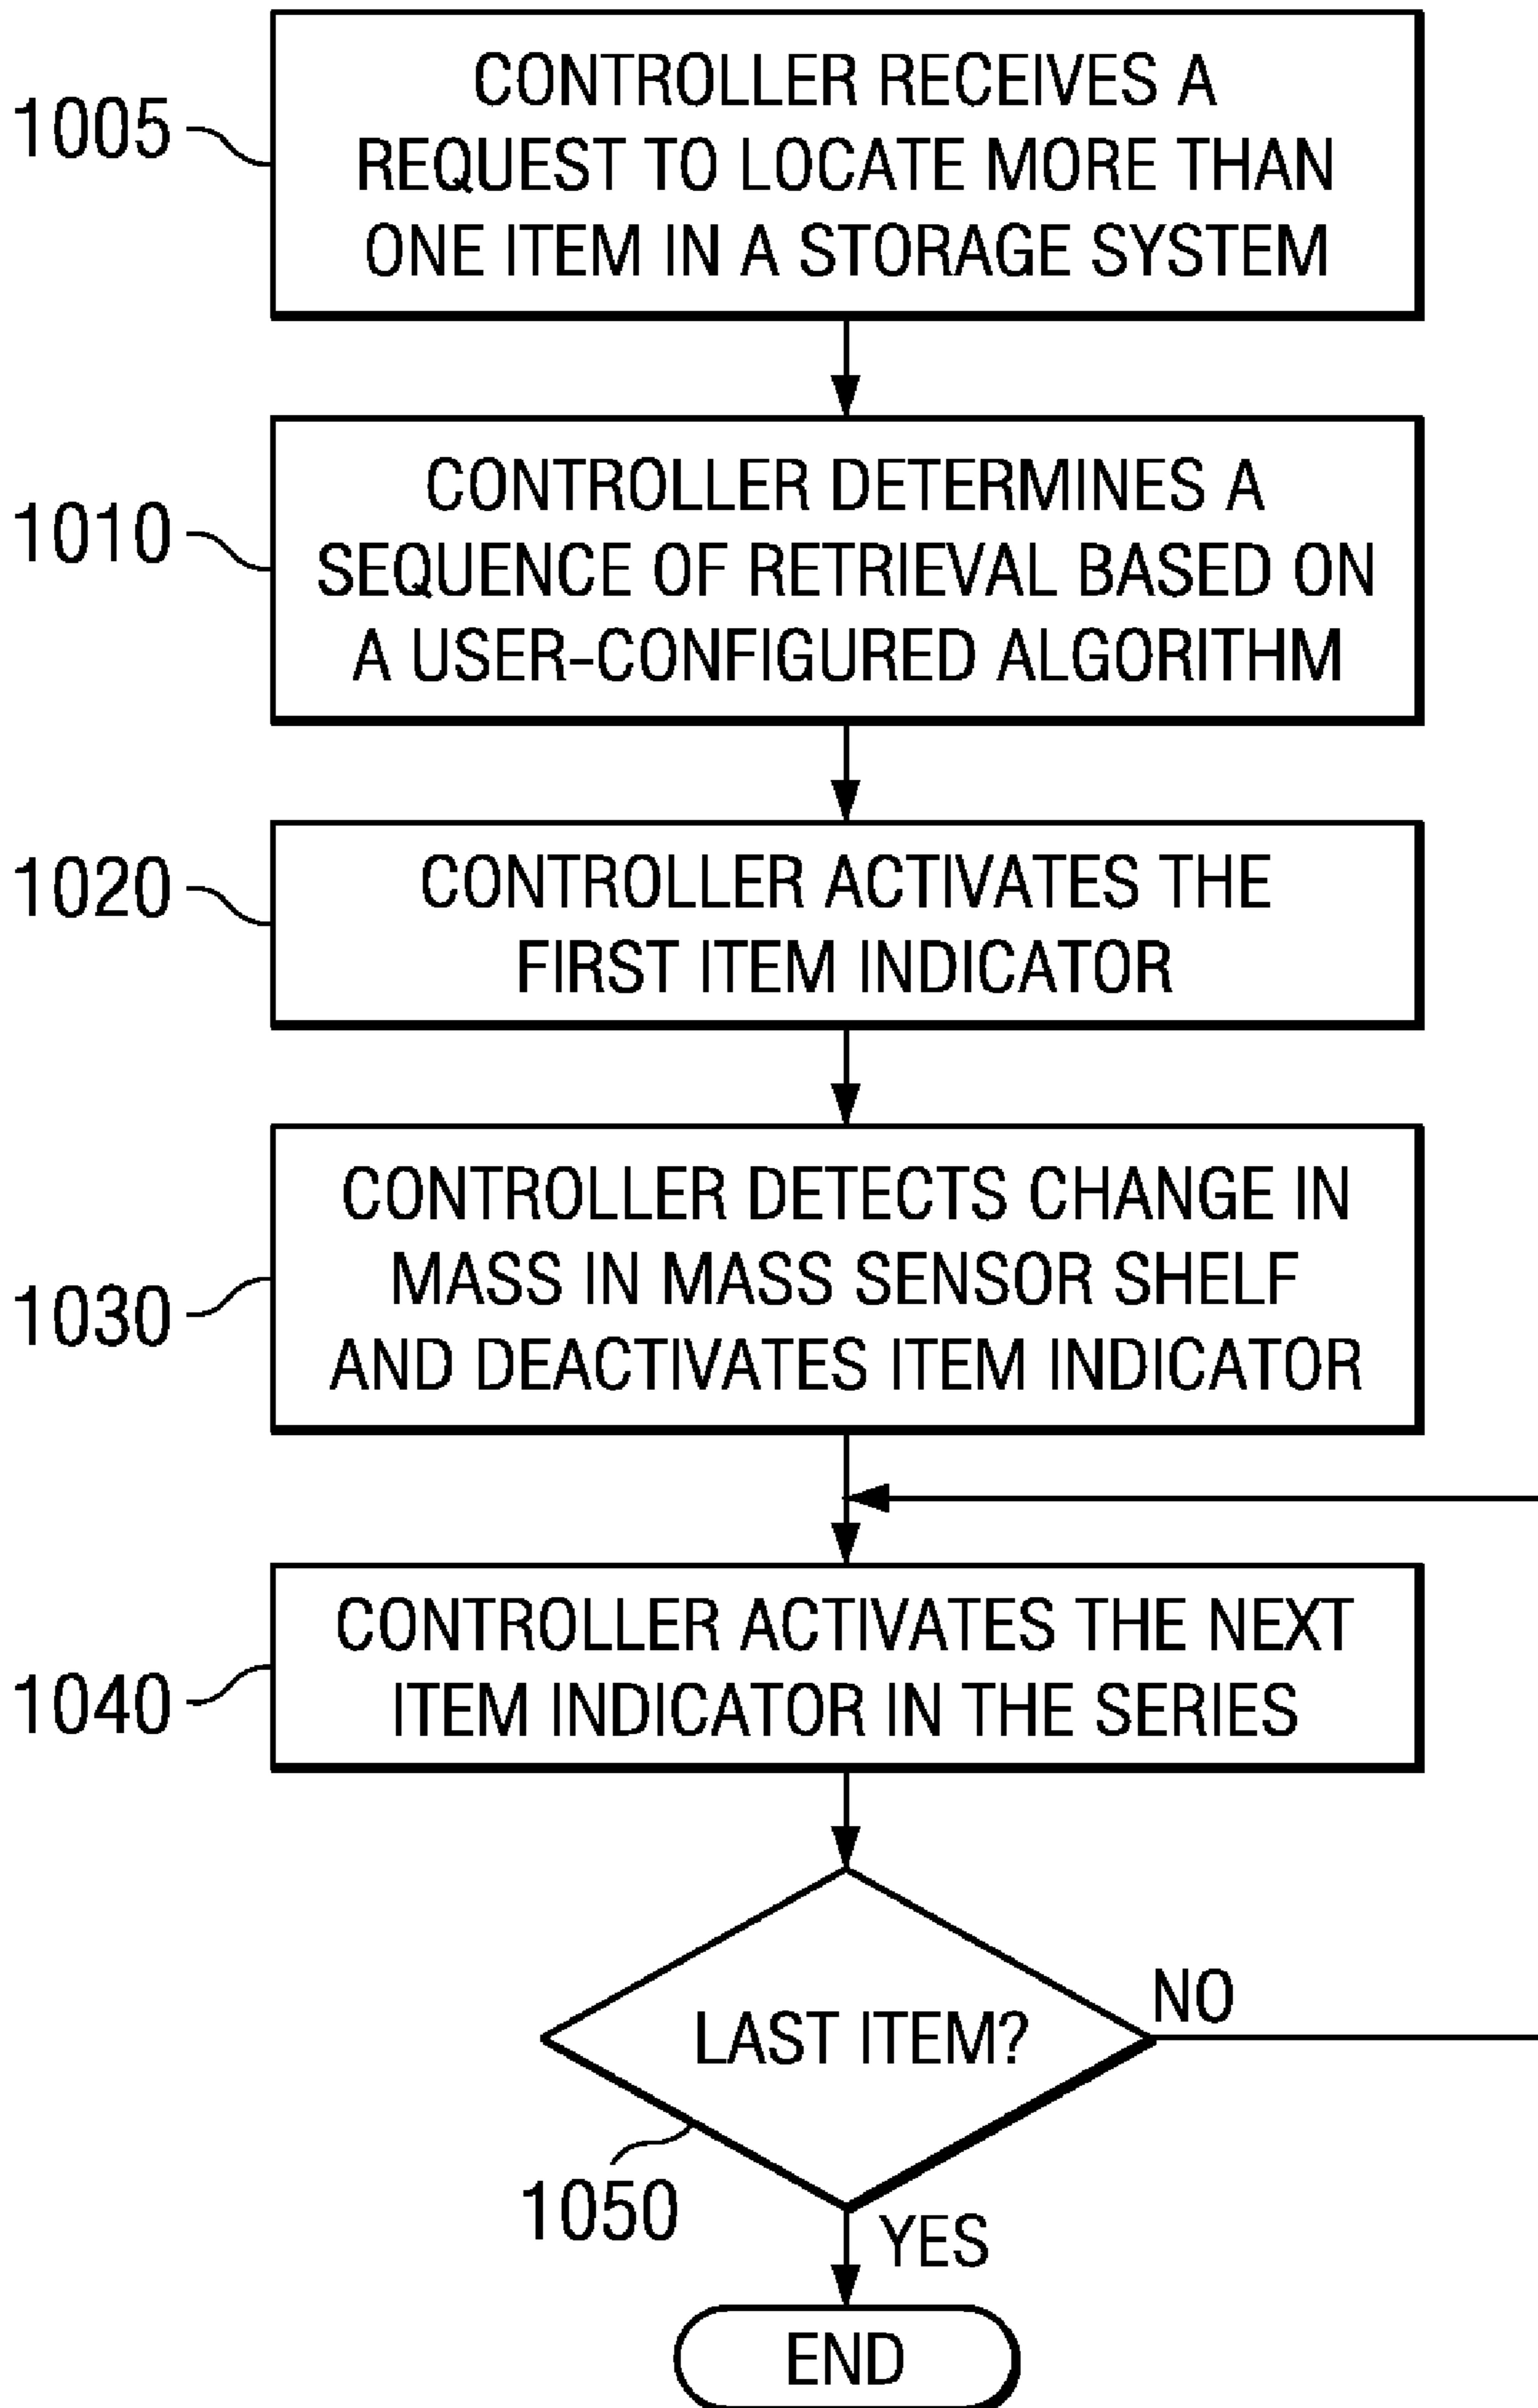 1005
CONTROLLER RECEIVES A
REQUEST TO LOCATE MORE THAN
ONE ITEM IN A STORAGE SYSTEM
1010
CONTROLLER DETERMINES A
SEQUENCE OF RETRIEVAL BASED ON
A USER-CONFIGURED ALGORITHM
1020
CONTROLLER ACTIVATES THE
FIRST ITEM INDICATOR
1030
CONTROLLER DETECTS CHANGE IN
MASS IN MASS SENSOR SHELF
AND DEACTIVATES ITEM INDICATOR
1040
CONTROLLER ACTIVATES THE NEXT
ITEM INDICATOR IN THE SERIES
LAST ITEM?
NO
1050
YES
END